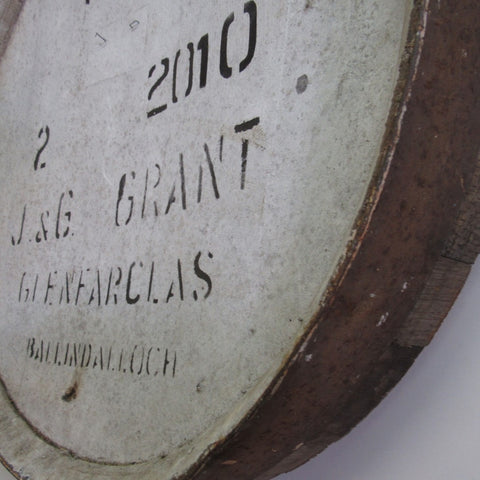 2010
2
J.&G. GRANT
GLENFARCLAS
BALLINDALLOCH